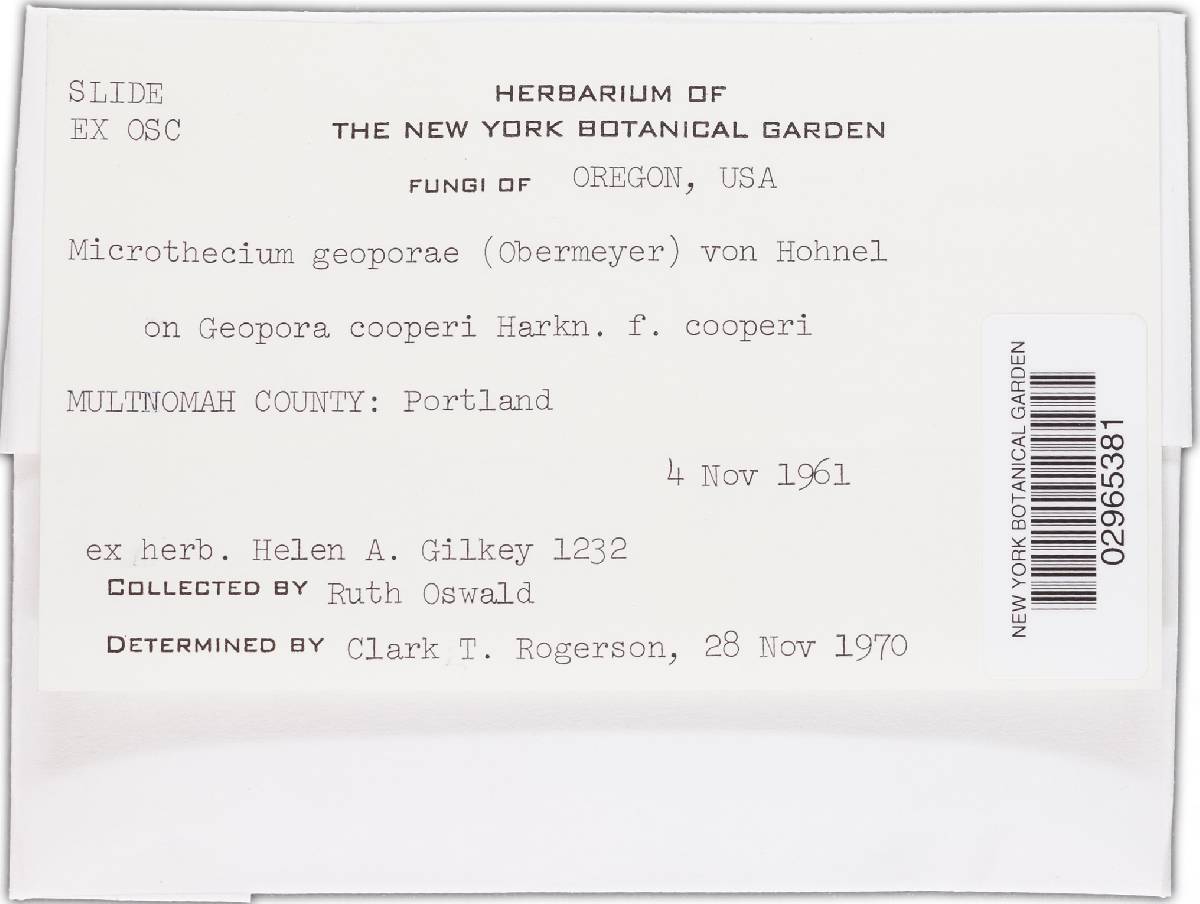 SLIDE
EX OSC
HERBARIUM OF
THE NEW YORK BOTANICAL GARDEN
FUNGI OF OREGON, USA
Microthecium geoporae (Obermeyer) von Hohnel
on Geopora cooperi Harkn. f. cooperi
MULTNOMAH COUNTY: Portland
4 Nov 1961
ex herb. Helen A. Gilkey 1232
COLLECTED BY Ruth Oswald
DETERMINED BY Clark T. Rogerson, 28 Nov 1970
NEW YORK BOTANICAL GARDEN
02965381